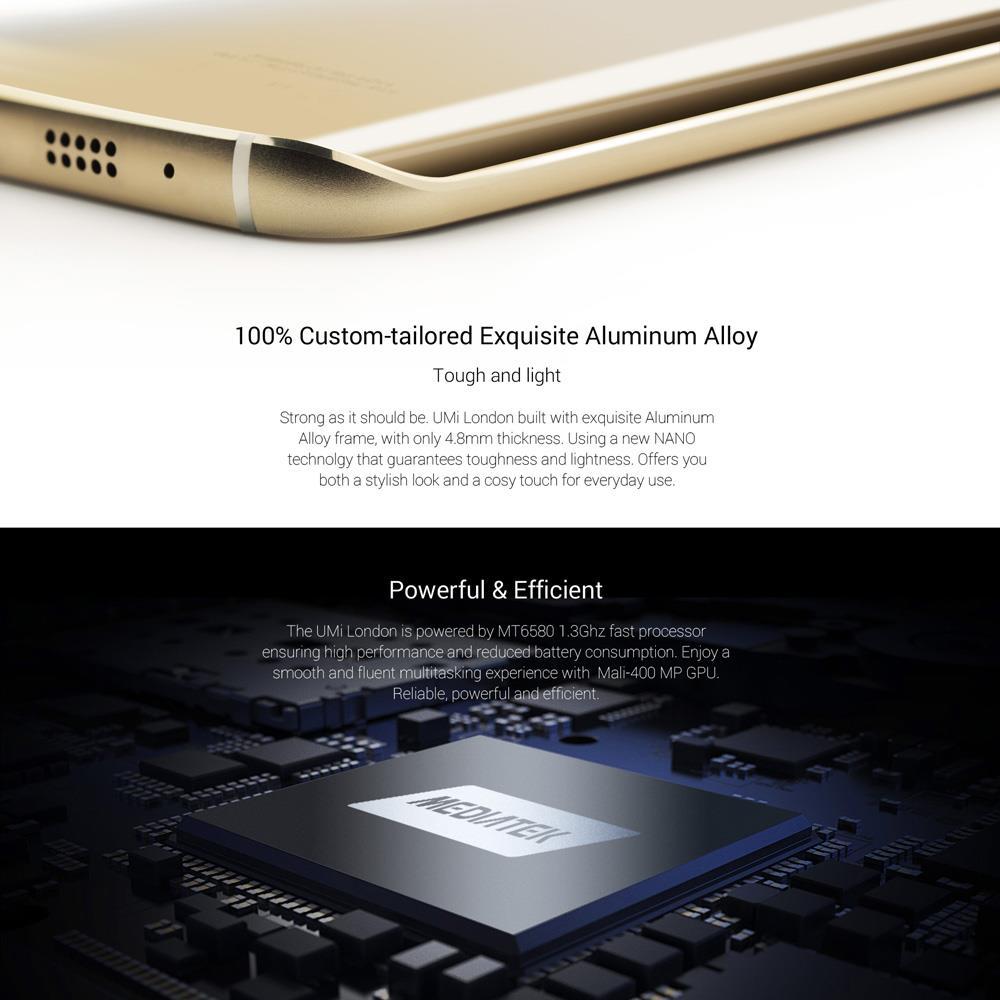 100% Custom-tailored Exquisite Aluminum Alloy
Tough and light
Strong as it should be. UMi London built with exquisite Aluminum
Alloy frame, with only 4.8mm thickness. Using a new NANO
technolgy that guarantees toughness and lightness. Offers you
both a stylish look and a cosy touch for everyday use.
Powerful & Efficient
The UMi London is powered by MT6580 1.3Ghz fast processor
ensuring high performance and reduced battery consumption. Enjoy a
smooth and fluent multitasking experience with Mali-400 MP GPU.
Reliable, powerful and efficient.
MEDIATEK